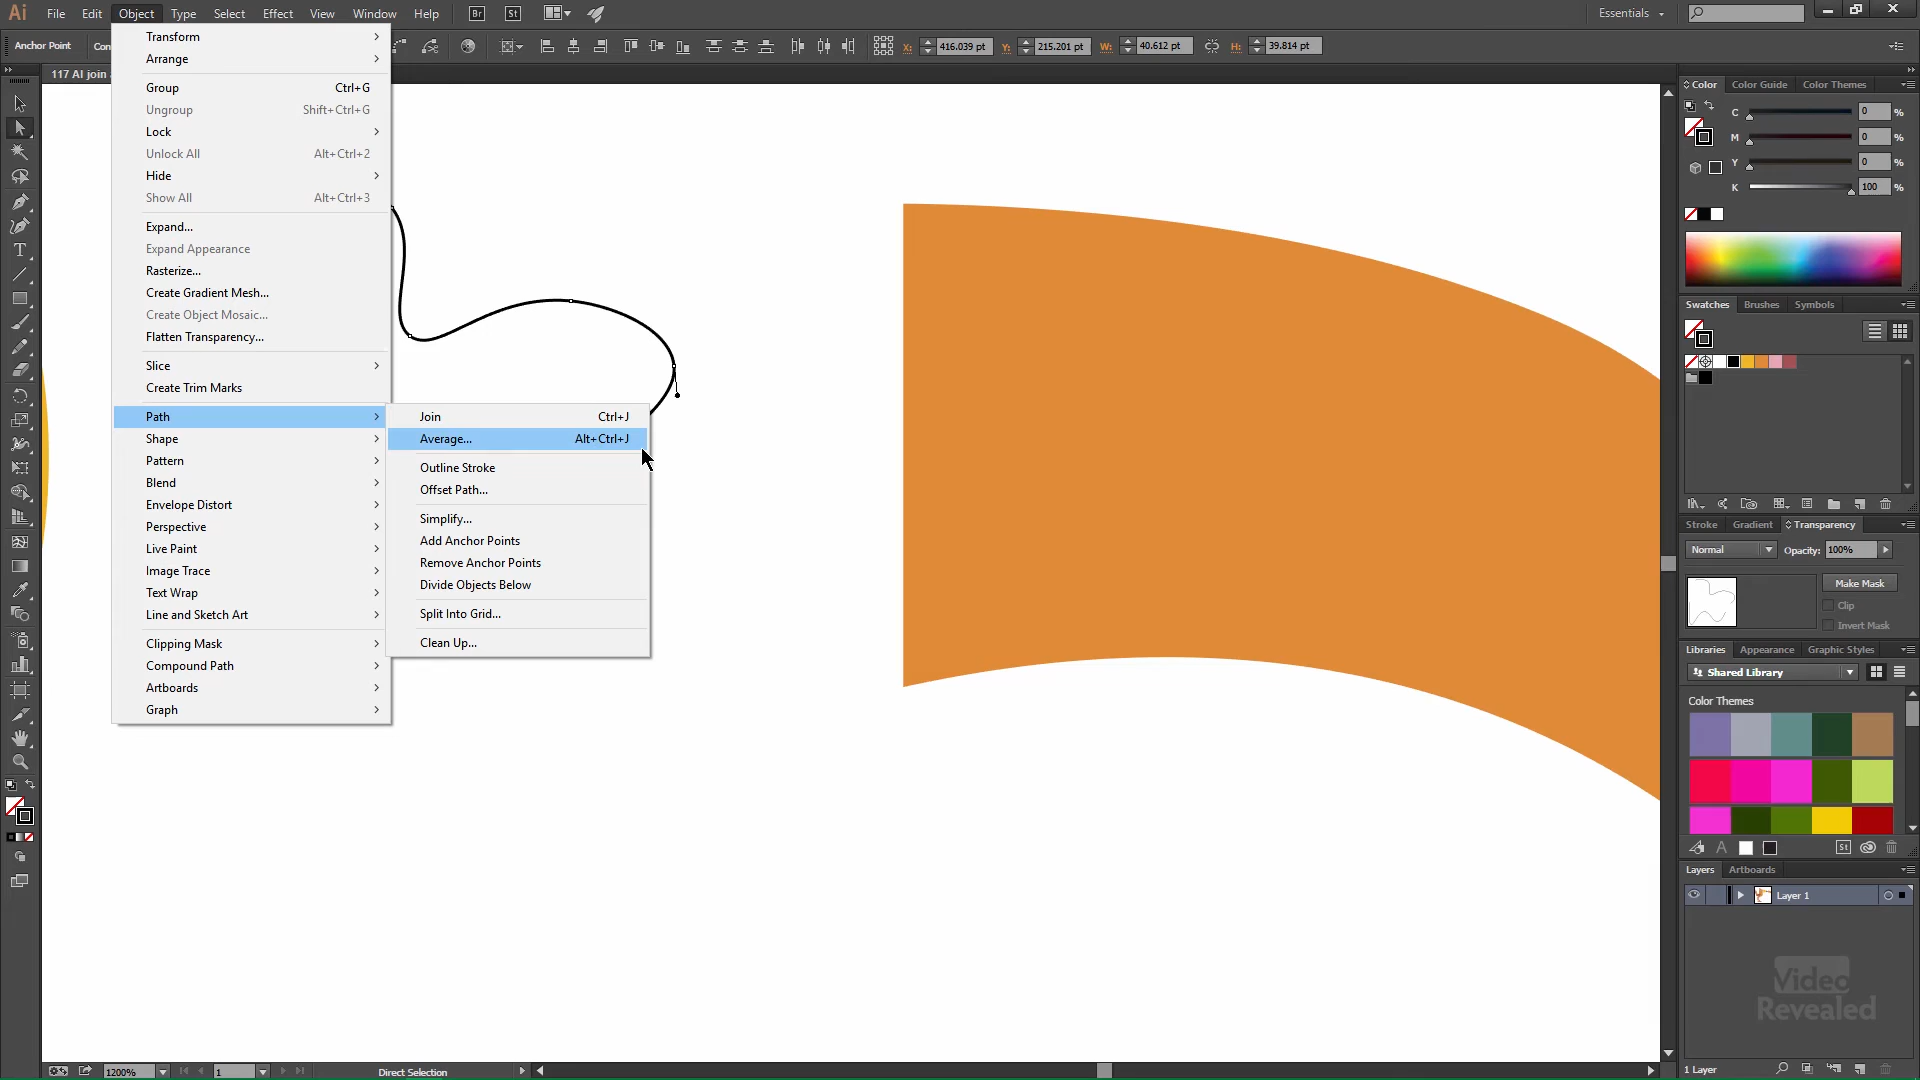 Ai File Edit Object Type Select Effect View Window Help Br St Essentials
Anchor Point Con X: 416.039 pt Y: 215.201 pt W: 40.612 pt H: 39.814 pt
117 AI join
Transform
Arrange
Group Ctrl+G
Ungroup Shift+Ctrl+G
Lock
Unlock All Alt+Ctrl+2
Hide
Show All Alt+Ctrl+3
Expand...
Expand Appearance
Rasterize...
Create Gradient Mesh...
Create Object Mosaic...
Flatten Transparency...
Slice
Create Trim Marks
Path
Shape
Pattern
Blend
Envelope Distort
Perspective
Live Paint
Image Trace
Text Wrap
Line and Sketch Art
Clipping Mask
Compound Path
Artboards
Graph
Join Ctrl+J
Average... Alt+Ctrl+J
Outline Stroke
Offset Path...
Simplify...
Add Anchor Points
Remove Anchor Points
Divide Objects Below
Split Into Grid...
Clean Up...
Color Color Guide Color Themes
C 0 %
M 0 %
Y 0 %
K 100 %
Swatches Brushes Symbols
Stroke Gradient Transparency
Normal Opacity: 100%
Make Mask
Clip
Invert Mask
Libraries Appearance Graphic Styles
Shared Library
Color Themes
A St
Layers Artboards
Layer 1
Video
Revealed
1 Layer
1200% 1 Direct Selection